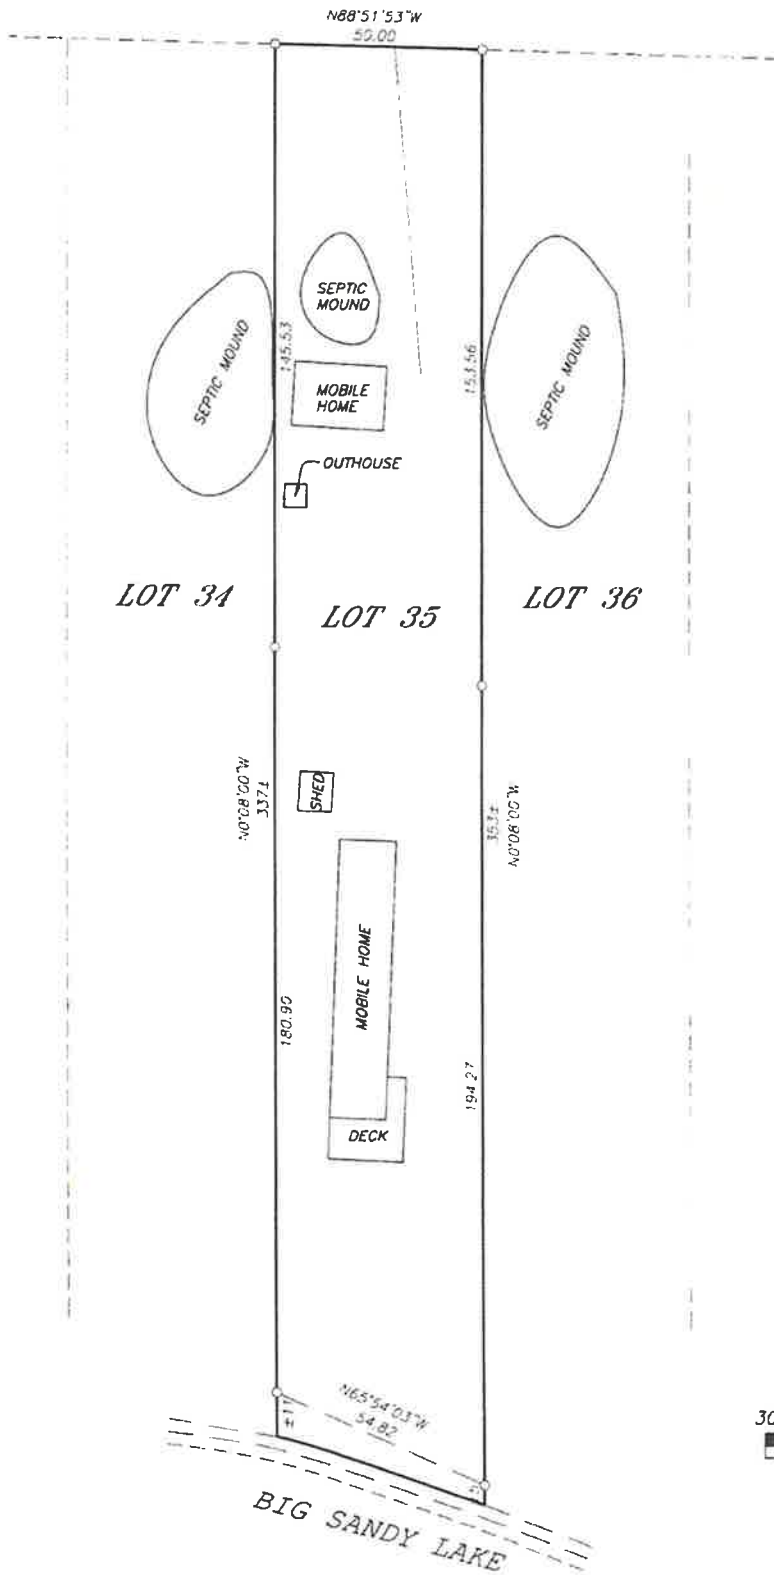 N88°51'53"W
50.00
SEPTIC
MOUND
SEPTIC MOUND
145.53
153.56
SEPTIC MOUND
MOBILE
HOME
OUTHOUSE
LOT 34
LOT 35
LOT 36
N0°08'00"W
337±
SHED
353±
N0°08'00"W
MOBILE HOME
180.90
194.27
DECK
N65°54'03"W
54.82
11±
30
BIG SANDY LAKE